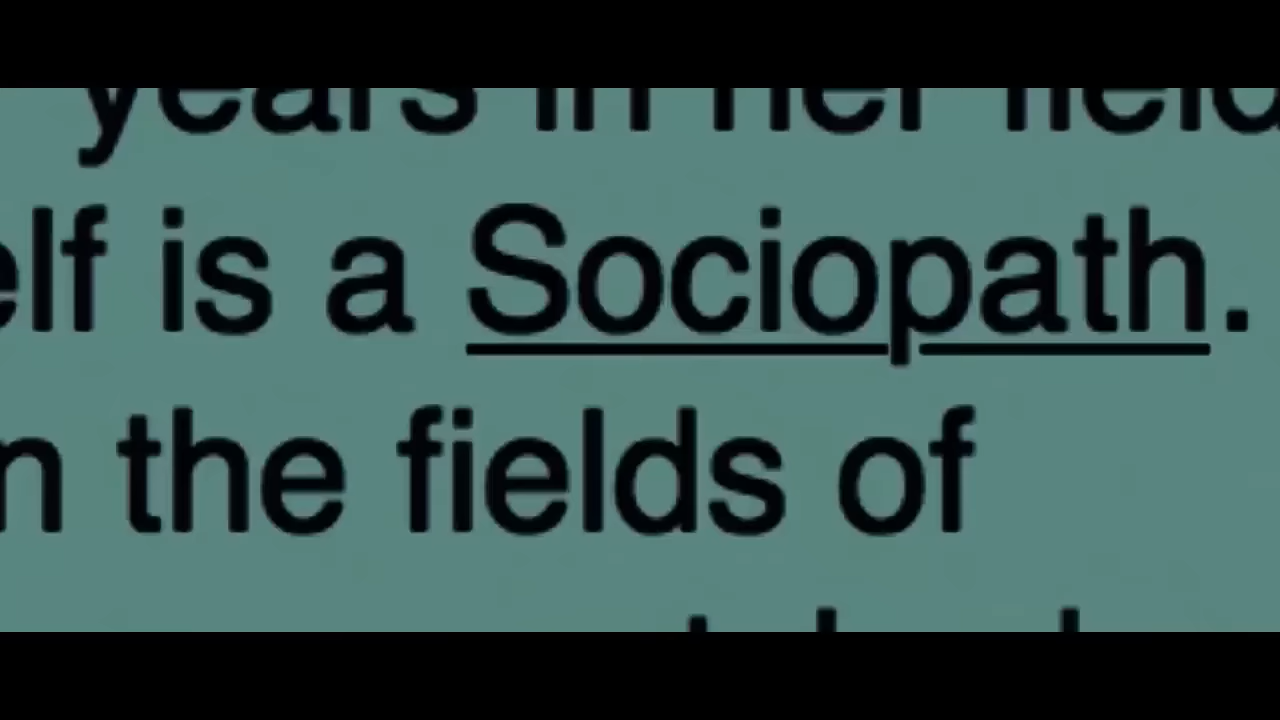 years in her field
elf is a Sociopath.
n the fields of